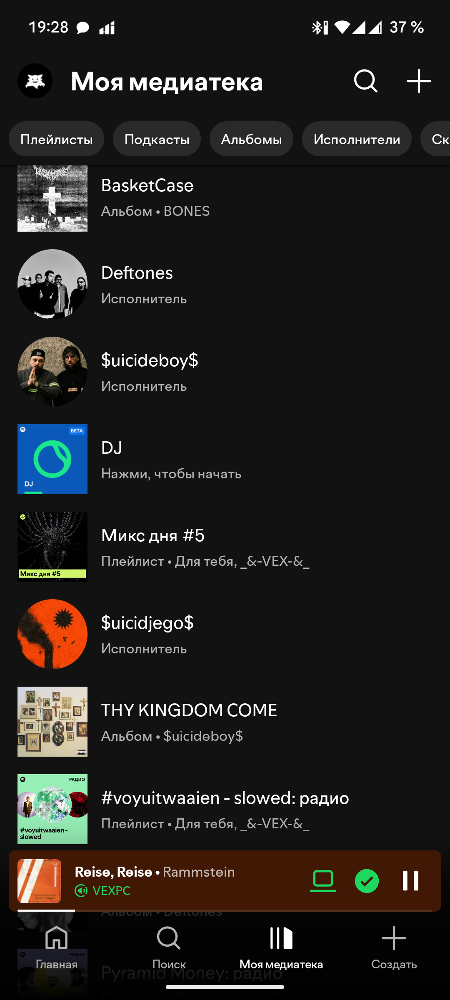 19:28
37 %
Моя медиатека
Плейлисты
Подкасты
Альбомы
Исполнители
Ск
BasketCase
Альбом • BONES
Deftones
Исполнитель
$uicideboy$
Исполнитель
BETA
DJ
DJ
Нажми, чтобы начать
Микс дня #5
Микс дня #5
Плейлист • Для тебя, _&-VEX-&_
$uicidjego$
Исполнитель
THY KINGDOM COME
Альбом • $uicideboy$
РАДИО
#voyuitwaaien -
slowed
#voyuitwaaien - slowed: радио
Плейлист • Для тебя, _&-VEX-&_
Reise, Reise • Rammstein
VEXPC
Альбом • Deftones
РАДИО
Pyramid Money: радио
Главная
Поиск
Моя медиатека
Создать